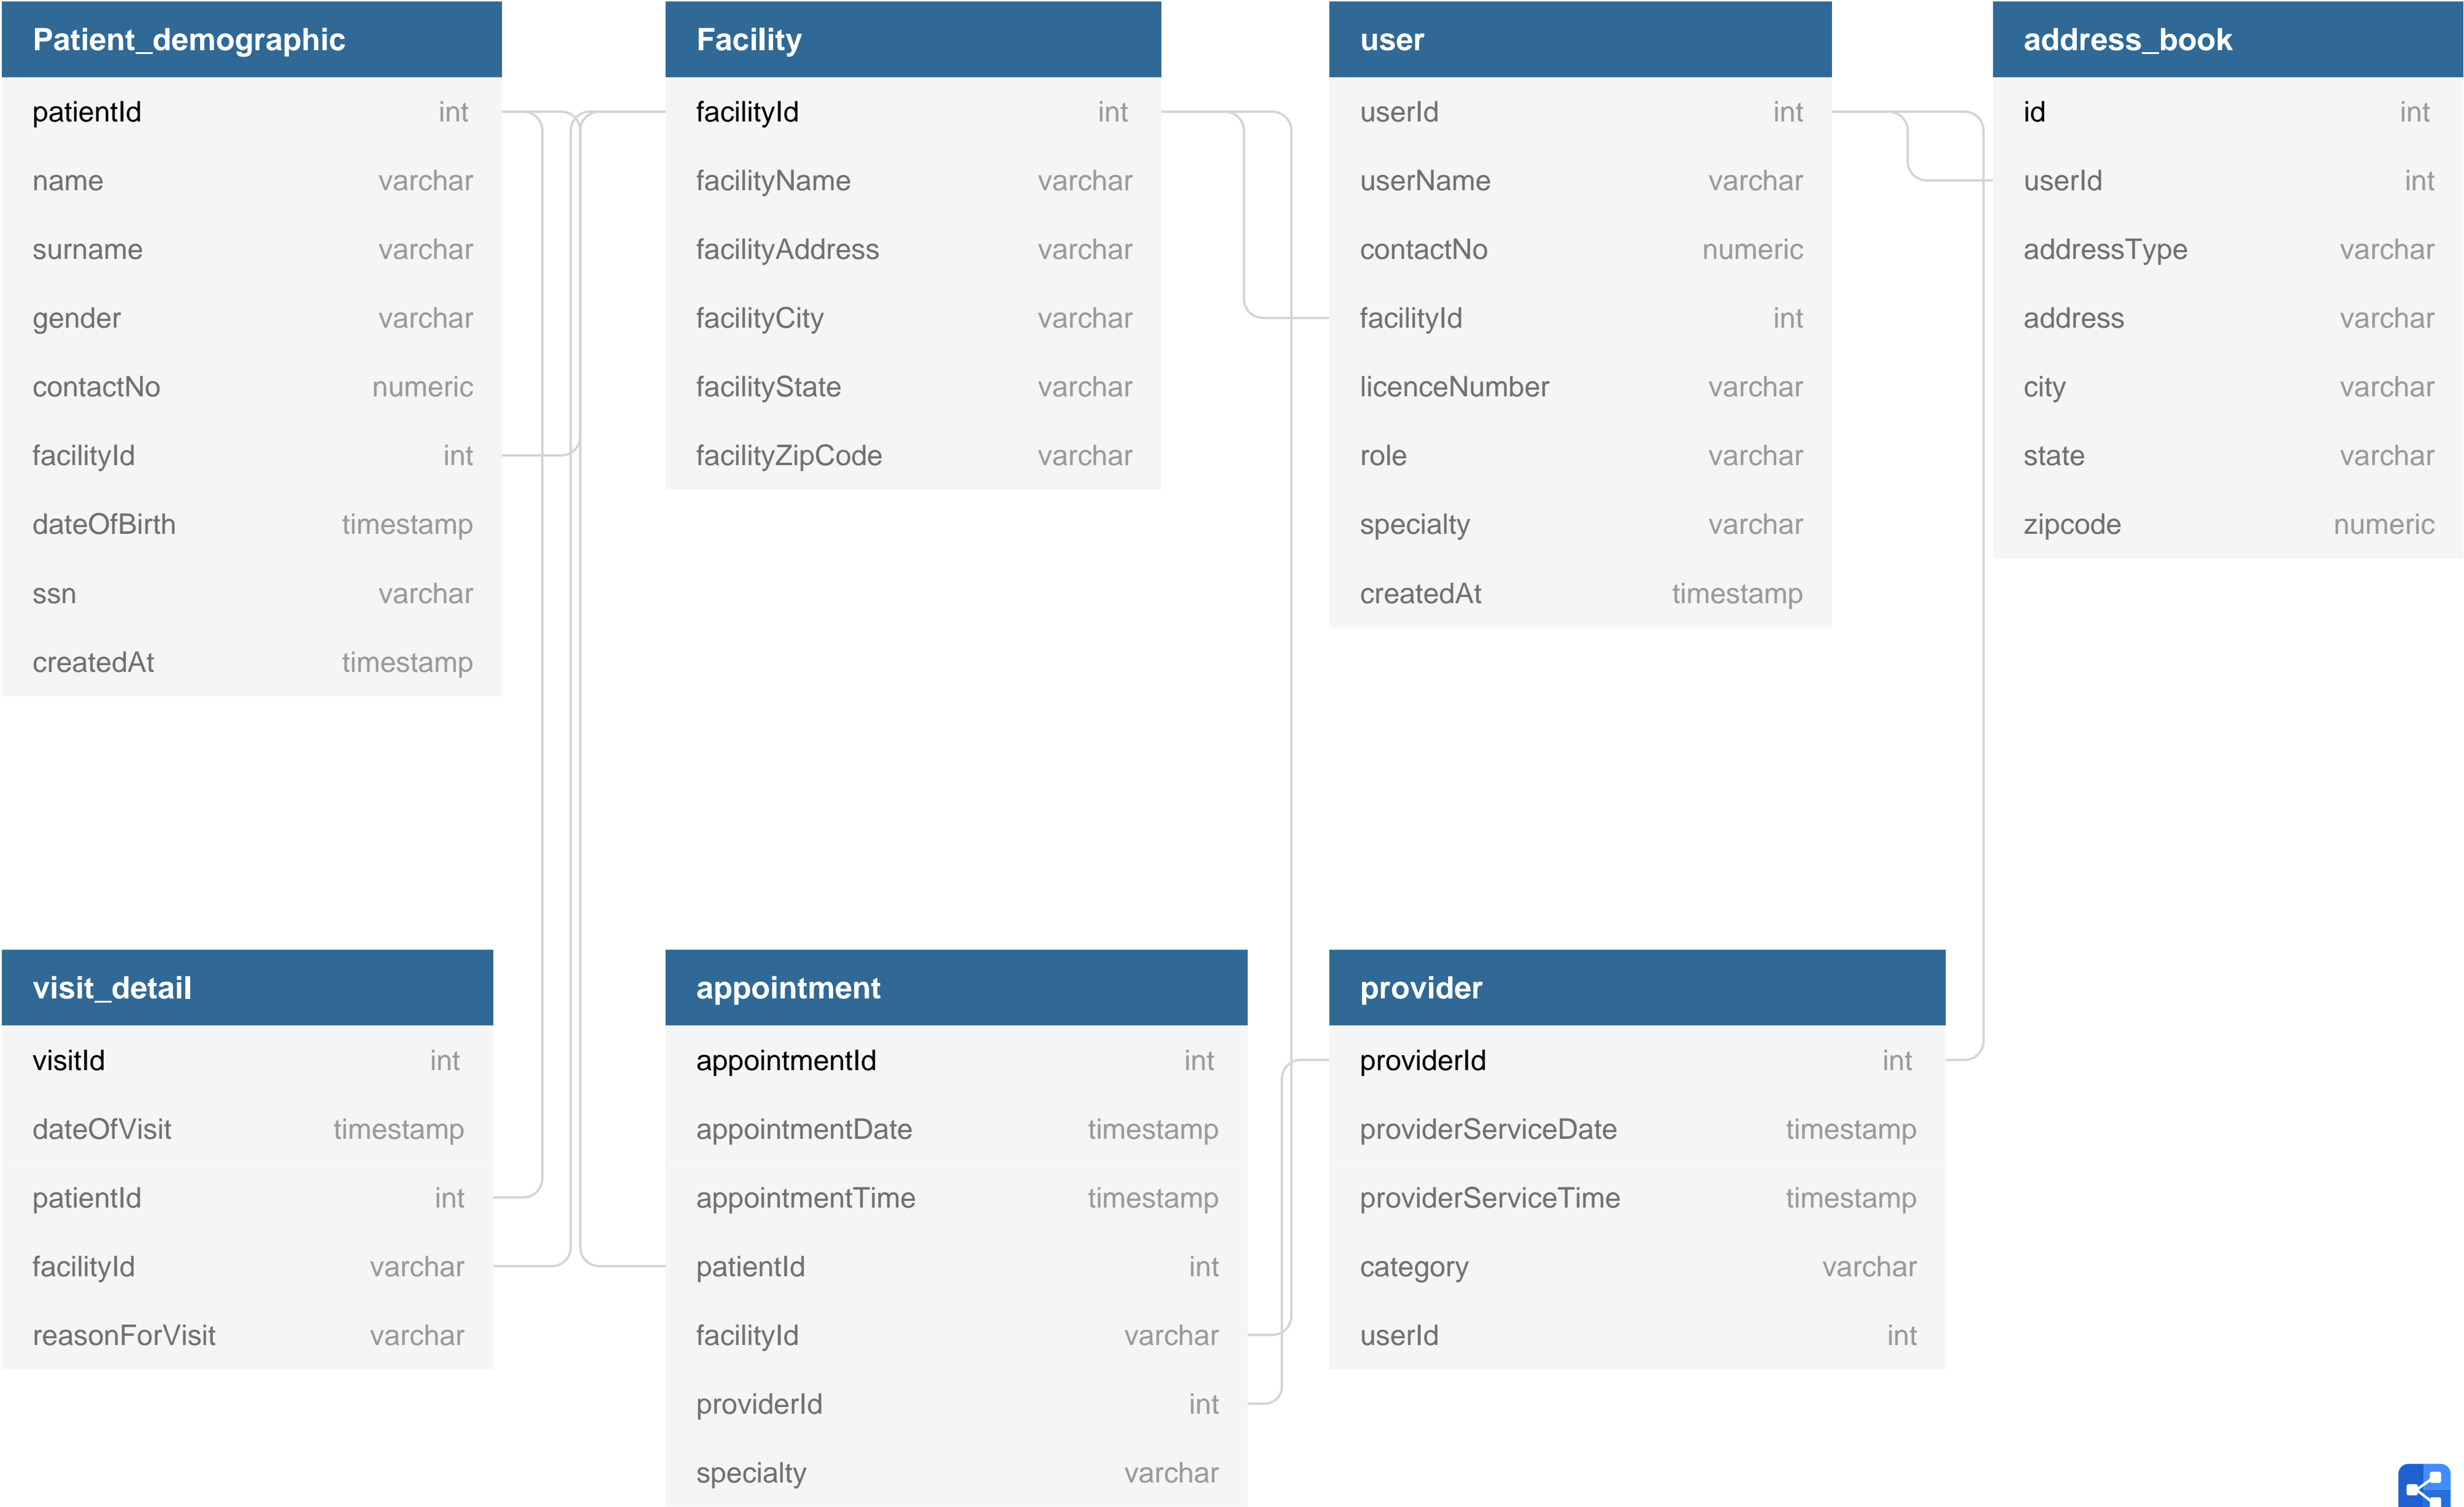 Patient_demographic
patientId int
name varchar
surname varchar
gender varchar
contactNo numeric
facilityId int
dateOfBirth timestamp
ssn varchar
createdAt timestamp
Facility
facilityId int
facilityName varchar
facilityAddress varchar
facilityCity varchar
facilityState varchar
facilityZipCode varchar
user
userId int
userName varchar
contactNo numeric
facilityId int
licenceNumber varchar
role varchar
specialty varchar
createdAt timestamp
address_book
id int
userId int
addressType varchar
address varchar
city varchar
state varchar
zipcode numeric
visit_detail
visitId int
dateOfVisit timestamp
patientId int
facilityId varchar
reasonForVisit varchar
appointment
appointmentId int
appointmentDate timestamp
appointmentTime timestamp
patientId int
facilityId varchar
providerId int
specialty varchar
provider
providerId int
providerServiceDate timestamp
providerServiceTime timestamp
category varchar
userId int